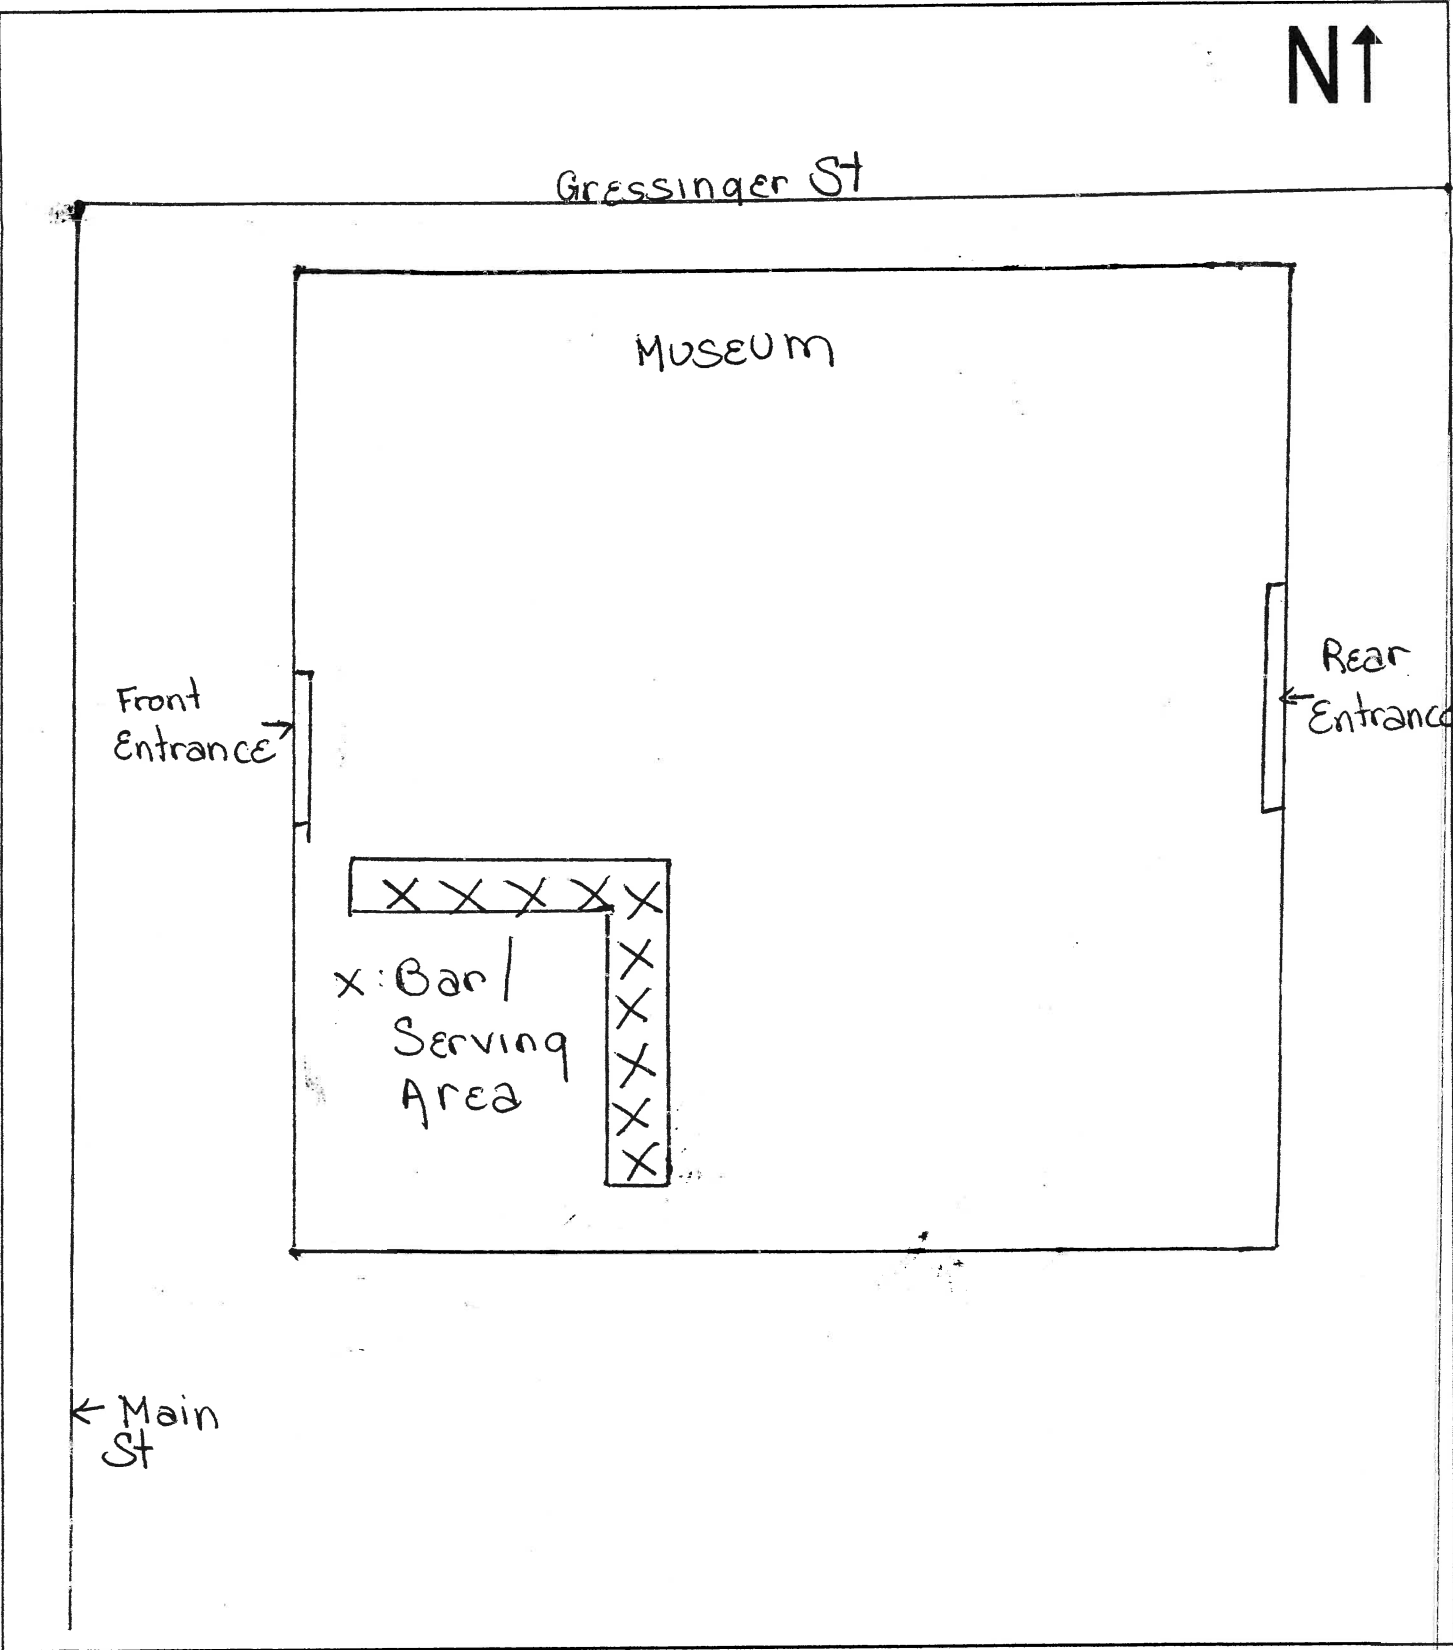 N↑
Gressinger St
Museum
Front
Entrance →
Rear
← Entrance
X X X X X
X
X
X
X
X
x: Bar /
Serving
Area
← Main
St